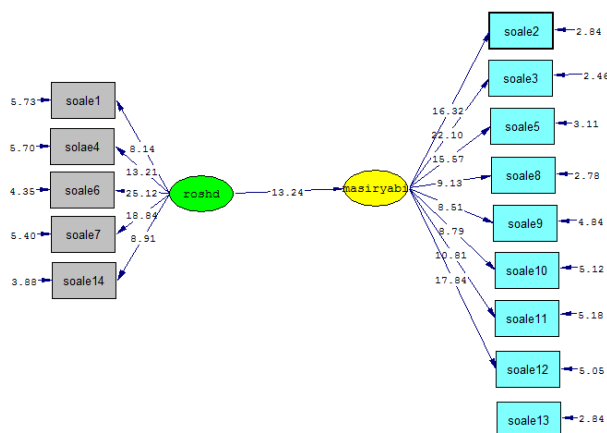 soale2
2.84
soale3
2.46
soale1
5.73
16.32
22.10
soale5
3.11
solae4
5.70
8.14
13.21
15.57
9.13
soale8
2.78
soale6
4.35
25.12
roshd
13.24
masiryabi
8.51
soale9
4.84
soale7
5.40
18.84
8.91
8.79
10.81
soale10
5.12
soale14
3.88
17.84
soale11
5.18
soale12
5.05
soale13
2.84